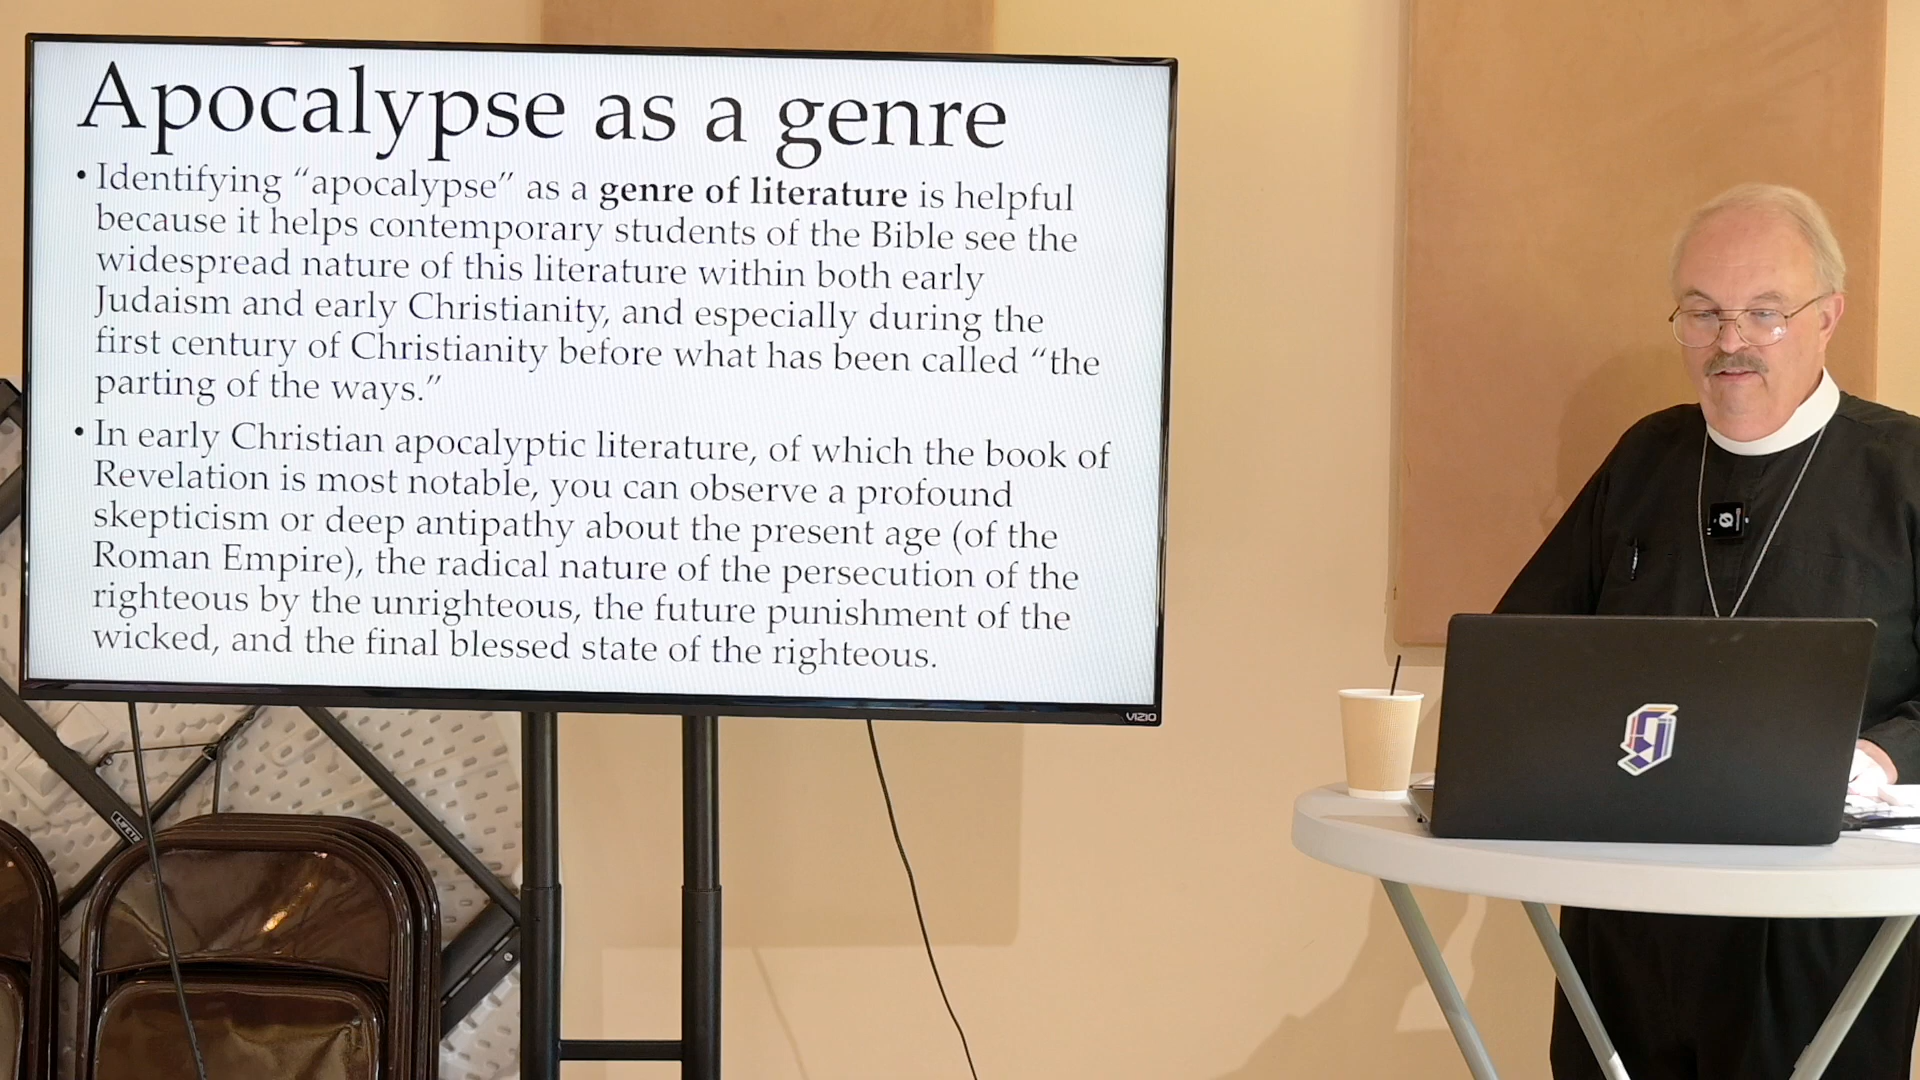 Apocalypse as a genre
• Identifying “apocalypse” as a genre of literature is helpful
because it helps contemporary students of the Bible see the
widespread nature of this literature within both early
Judaism and early Christianity, and especially during the
first century of Christianity before what has been called “the
parting of the ways.”
• In early Christian apocalyptic literature, of which the book of
Revelation is most notable, you can observe a profound
skepticism or deep antipathy about the present age (of the
Roman Empire), the radical nature of the persecution of the
righteous by the unrighteous, the future punishment of the
wicked, and the final blessed state of the righteous.
VIZIO